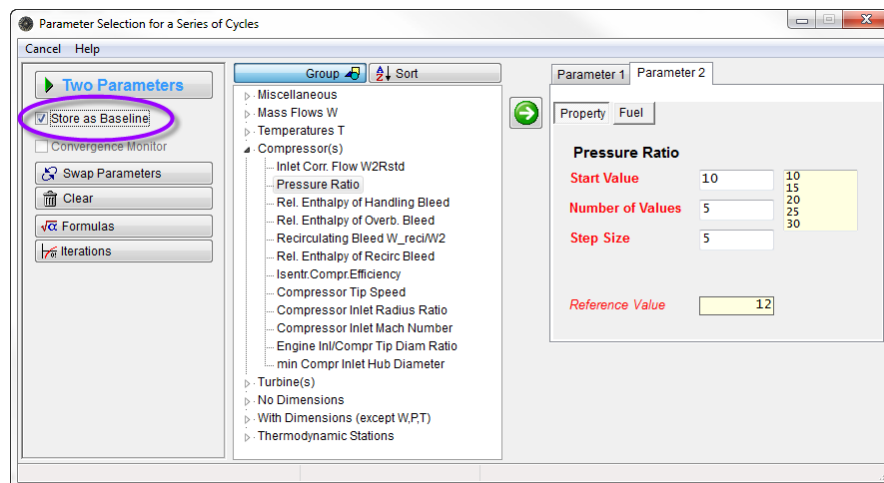 Parameter Selection for a Series of Cycles
Cancel Help
Two Parameters
Store as Baseline
Convergence Monitor
Swap Parameters
Clear
Formulas
Iterations
Group
Sort
Miscellaneous
Mass Flows W
Temperatures T
Compressor(s)
Inlet Corr. Flow W2Rstd
Pressure Ratio
Rel. Enthalpy of Handling Bleed
Rel. Enthalpy of Overb. Bleed
Recirculating Bleed W_reci/W2
Rel. Enthalpy of Recirc Bleed
Isentr.Compr.Efficiency
Compressor Tip Speed
Compressor Inlet Radius Ratio
Compressor Inlet Mach Number
Engine Inl/Compr Tip Diam Ratio
min Compr Inlet Hub Diameter
Turbine(s)
No Dimensions
With Dimensions (except W,P,T)
Thermodynamic Stations
Parameter 1 Parameter 2
Property Fuel
Pressure Ratio
Start Value 10
Number of Values 5
Step Size 5
10
15
20
25
30
Reference Value 12